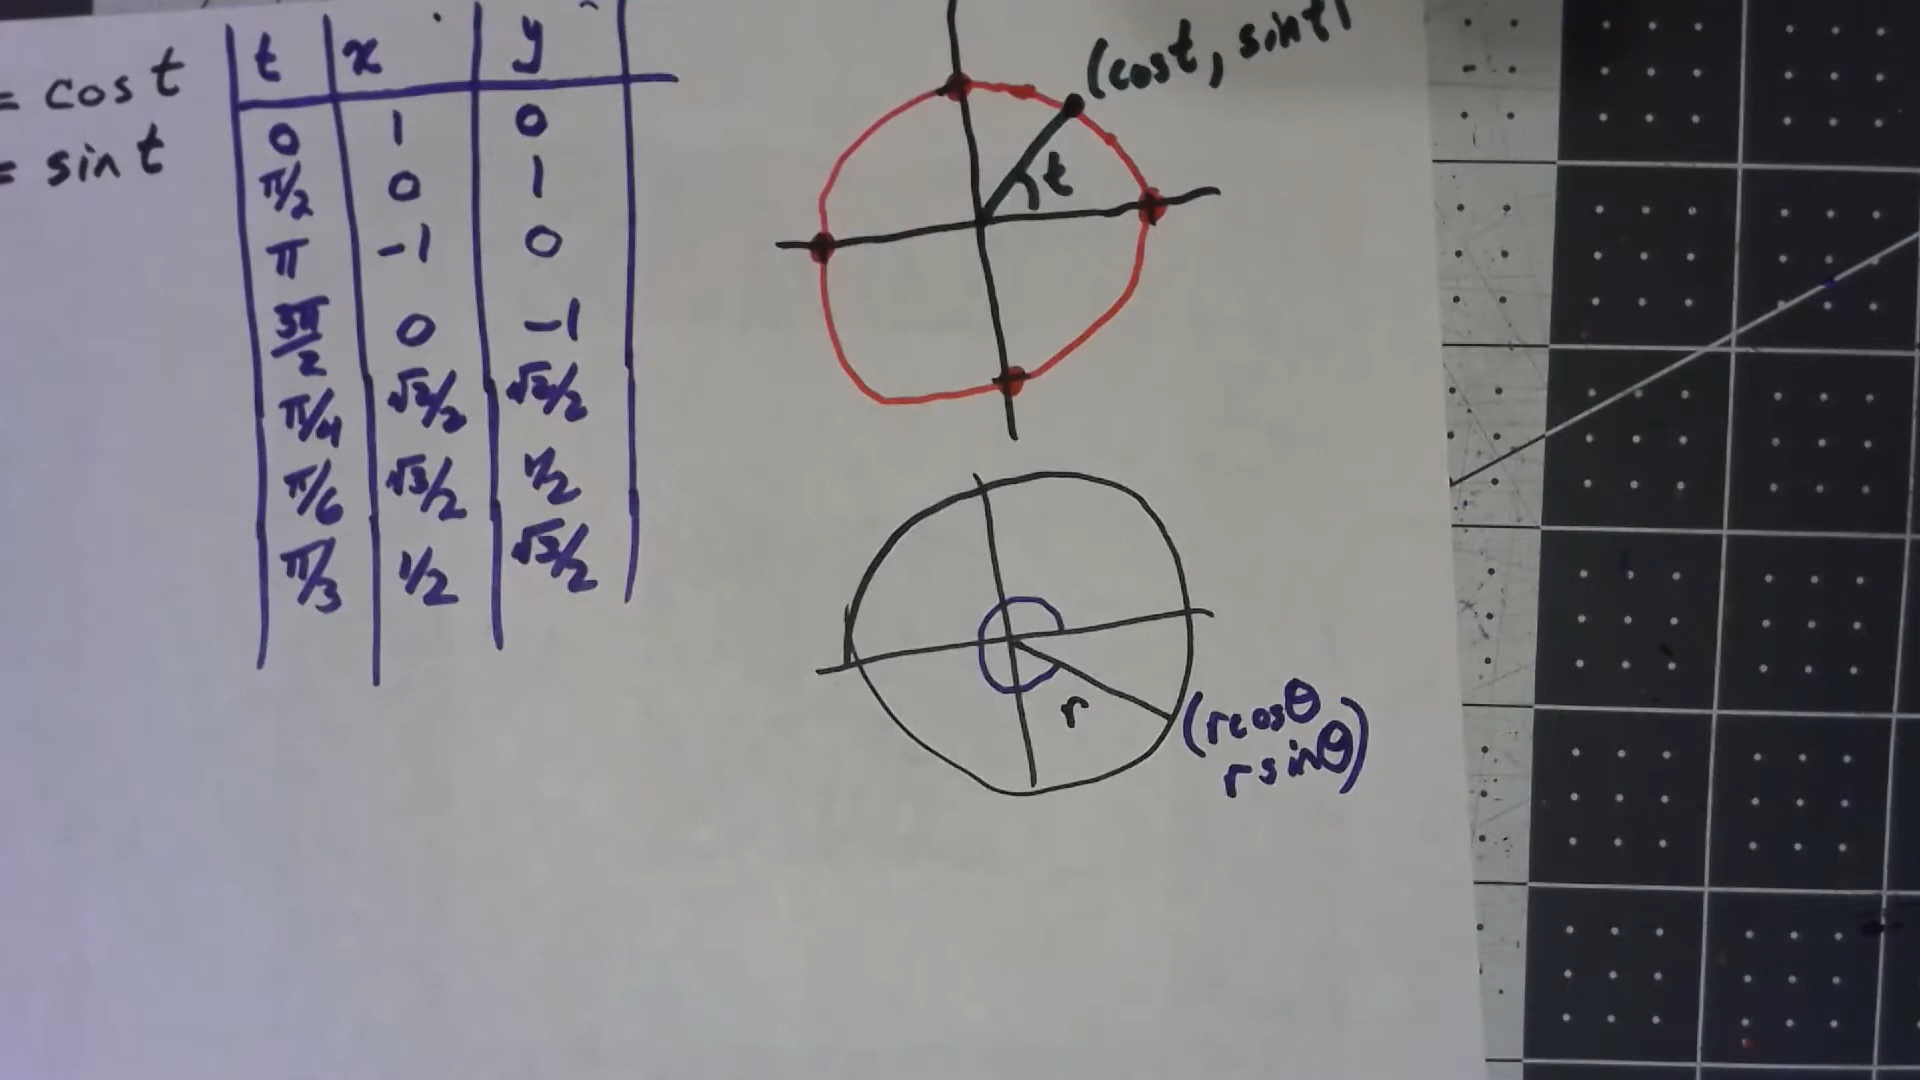 = cos t
= sin t
t x y
0 1 0
π/2 0 1
π -1 0
3π/2 0 -1
π/4 √2/2 √2/2
π/6 √3/2 1/2
π/3 1/2 √3/2
(cos t, sin t)
t
r
(r cos θ
r sin θ)